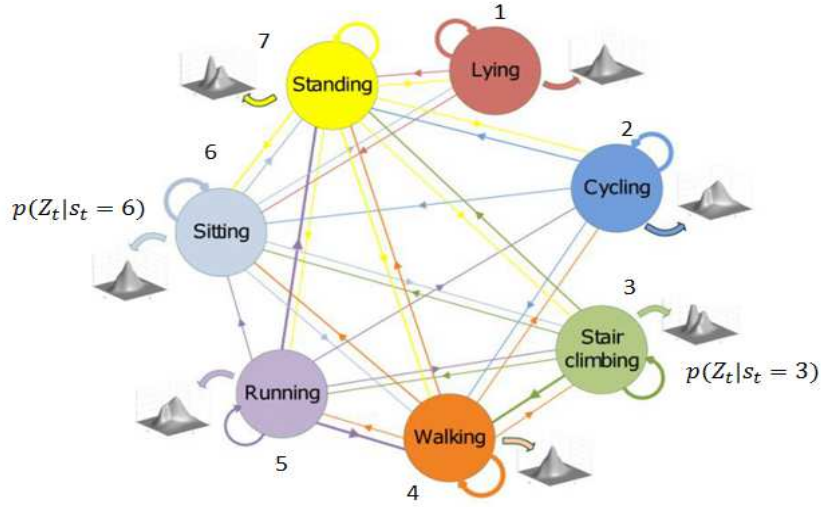 1
7
Lying
Standing
2
6
Cycling
p(Z_t|s_t = 6)
Sitting
3
Stair
climbing
p(Z_t|s_t = 3)
Running
Walking
5
4